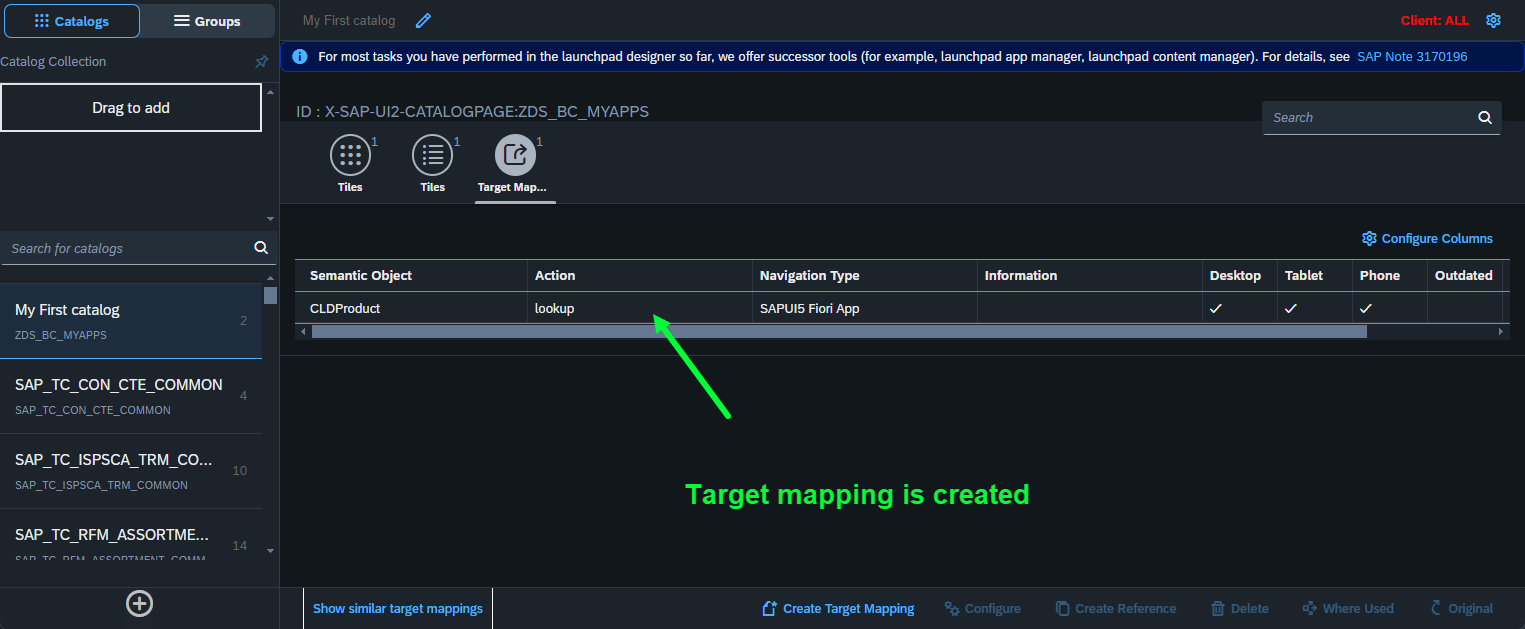 Catalogs
Groups
My First catalog
Client: ALL
Catalog Collection
For most tasks you have performed in the launchpad designer so far, we offer successor tools (for example, launchpad app manager, launchpad content manager). For details, see SAP Note 3170196
Drag to add
ID : X-SAP-UI2-CATALOGPAGE:ZDS_BC_MYAPPS
Search
1
1
1
Tiles
Tiles
Target Map...
Search for catalogs
Configure Columns
Semantic Object Action Navigation Type Information Desktop Tablet Phone Outdated
CLDProduct lookup SAPUI5 Fiori App
My First catalog
2
ZDS_BC_MYAPPS
SAP_TC_CON_CTE_COMMON
4
SAP_TC_CON_CTE_COMMON
SAP_TC_ISPSCA_TRM_CO...
10
SAP_TC_ISPSCA_TRM_COMMON
SAP_TC_RFM_ASSORTME...
14
SAP_TC_RFM_ASSORTMENT_COMM
Target mapping is created
Show similar target mappings
Create Target Mapping
Configure
Create Reference
Delete
Where Used
Original